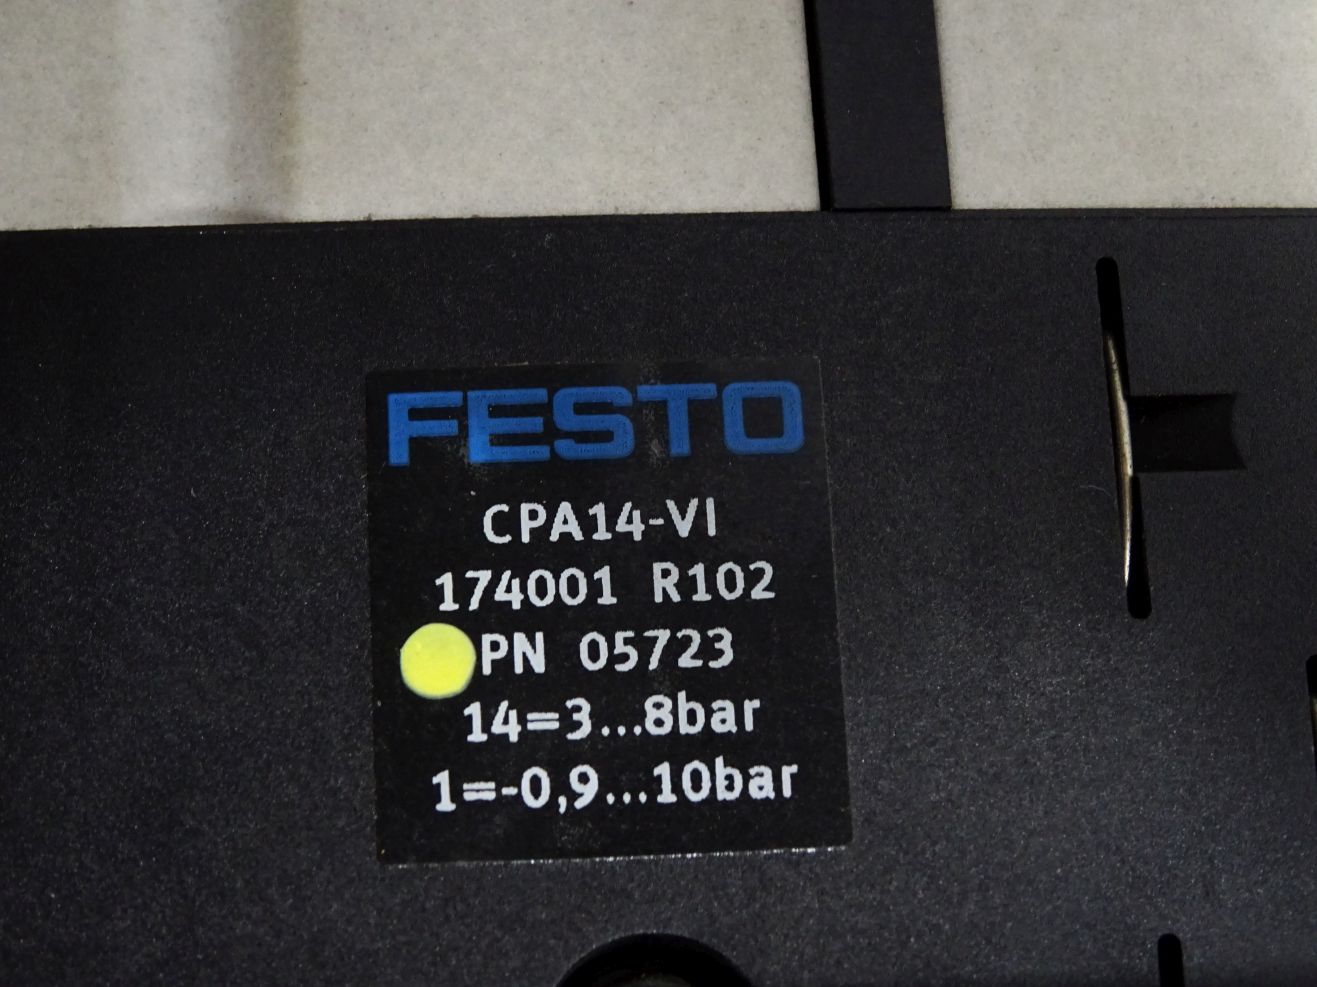 FESTO
CPA14-VI
174001 R102
PN 05723
14=3...8bar
1=-0,9...10bar